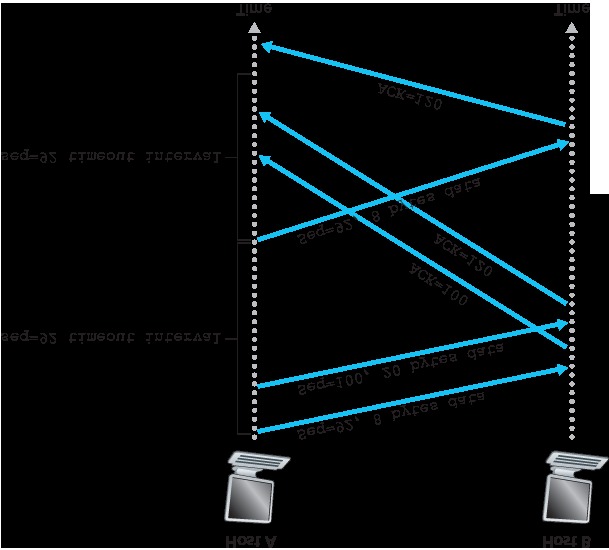 Time
Time
ACK=120
seq=92 timeout interval
Seq=92, 8 bytes data
ACK=120
ACK=100
seq=92 timeout interval
Seq=100, 20 bytes data
Seq=92, 8 bytes data
Host A
Host B